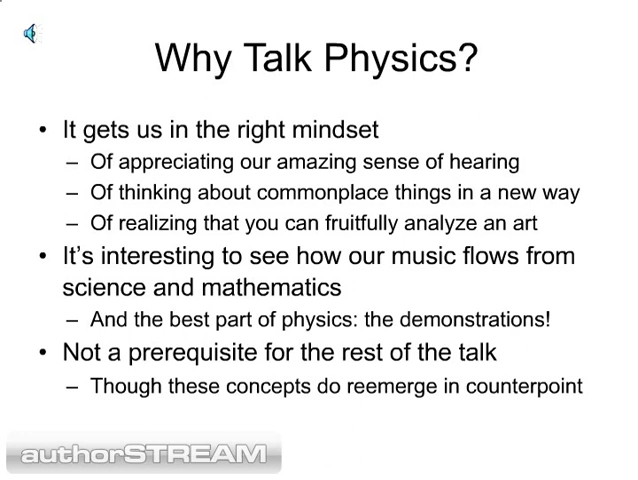 Why Talk Physics?
• It gets us in the right mindset
– Of appreciating our amazing sense of hearing
– Of thinking about commonplace things in a new way
– Of realizing that you can fruitfully analyze an art
• It's interesting to see how our music flows from
science and mathematics
– And the best part of physics: the demonstrations!
• Not a prerequisite for the rest of the talk
– Though these concepts do reemerge in counterpoint
authorSTREAM